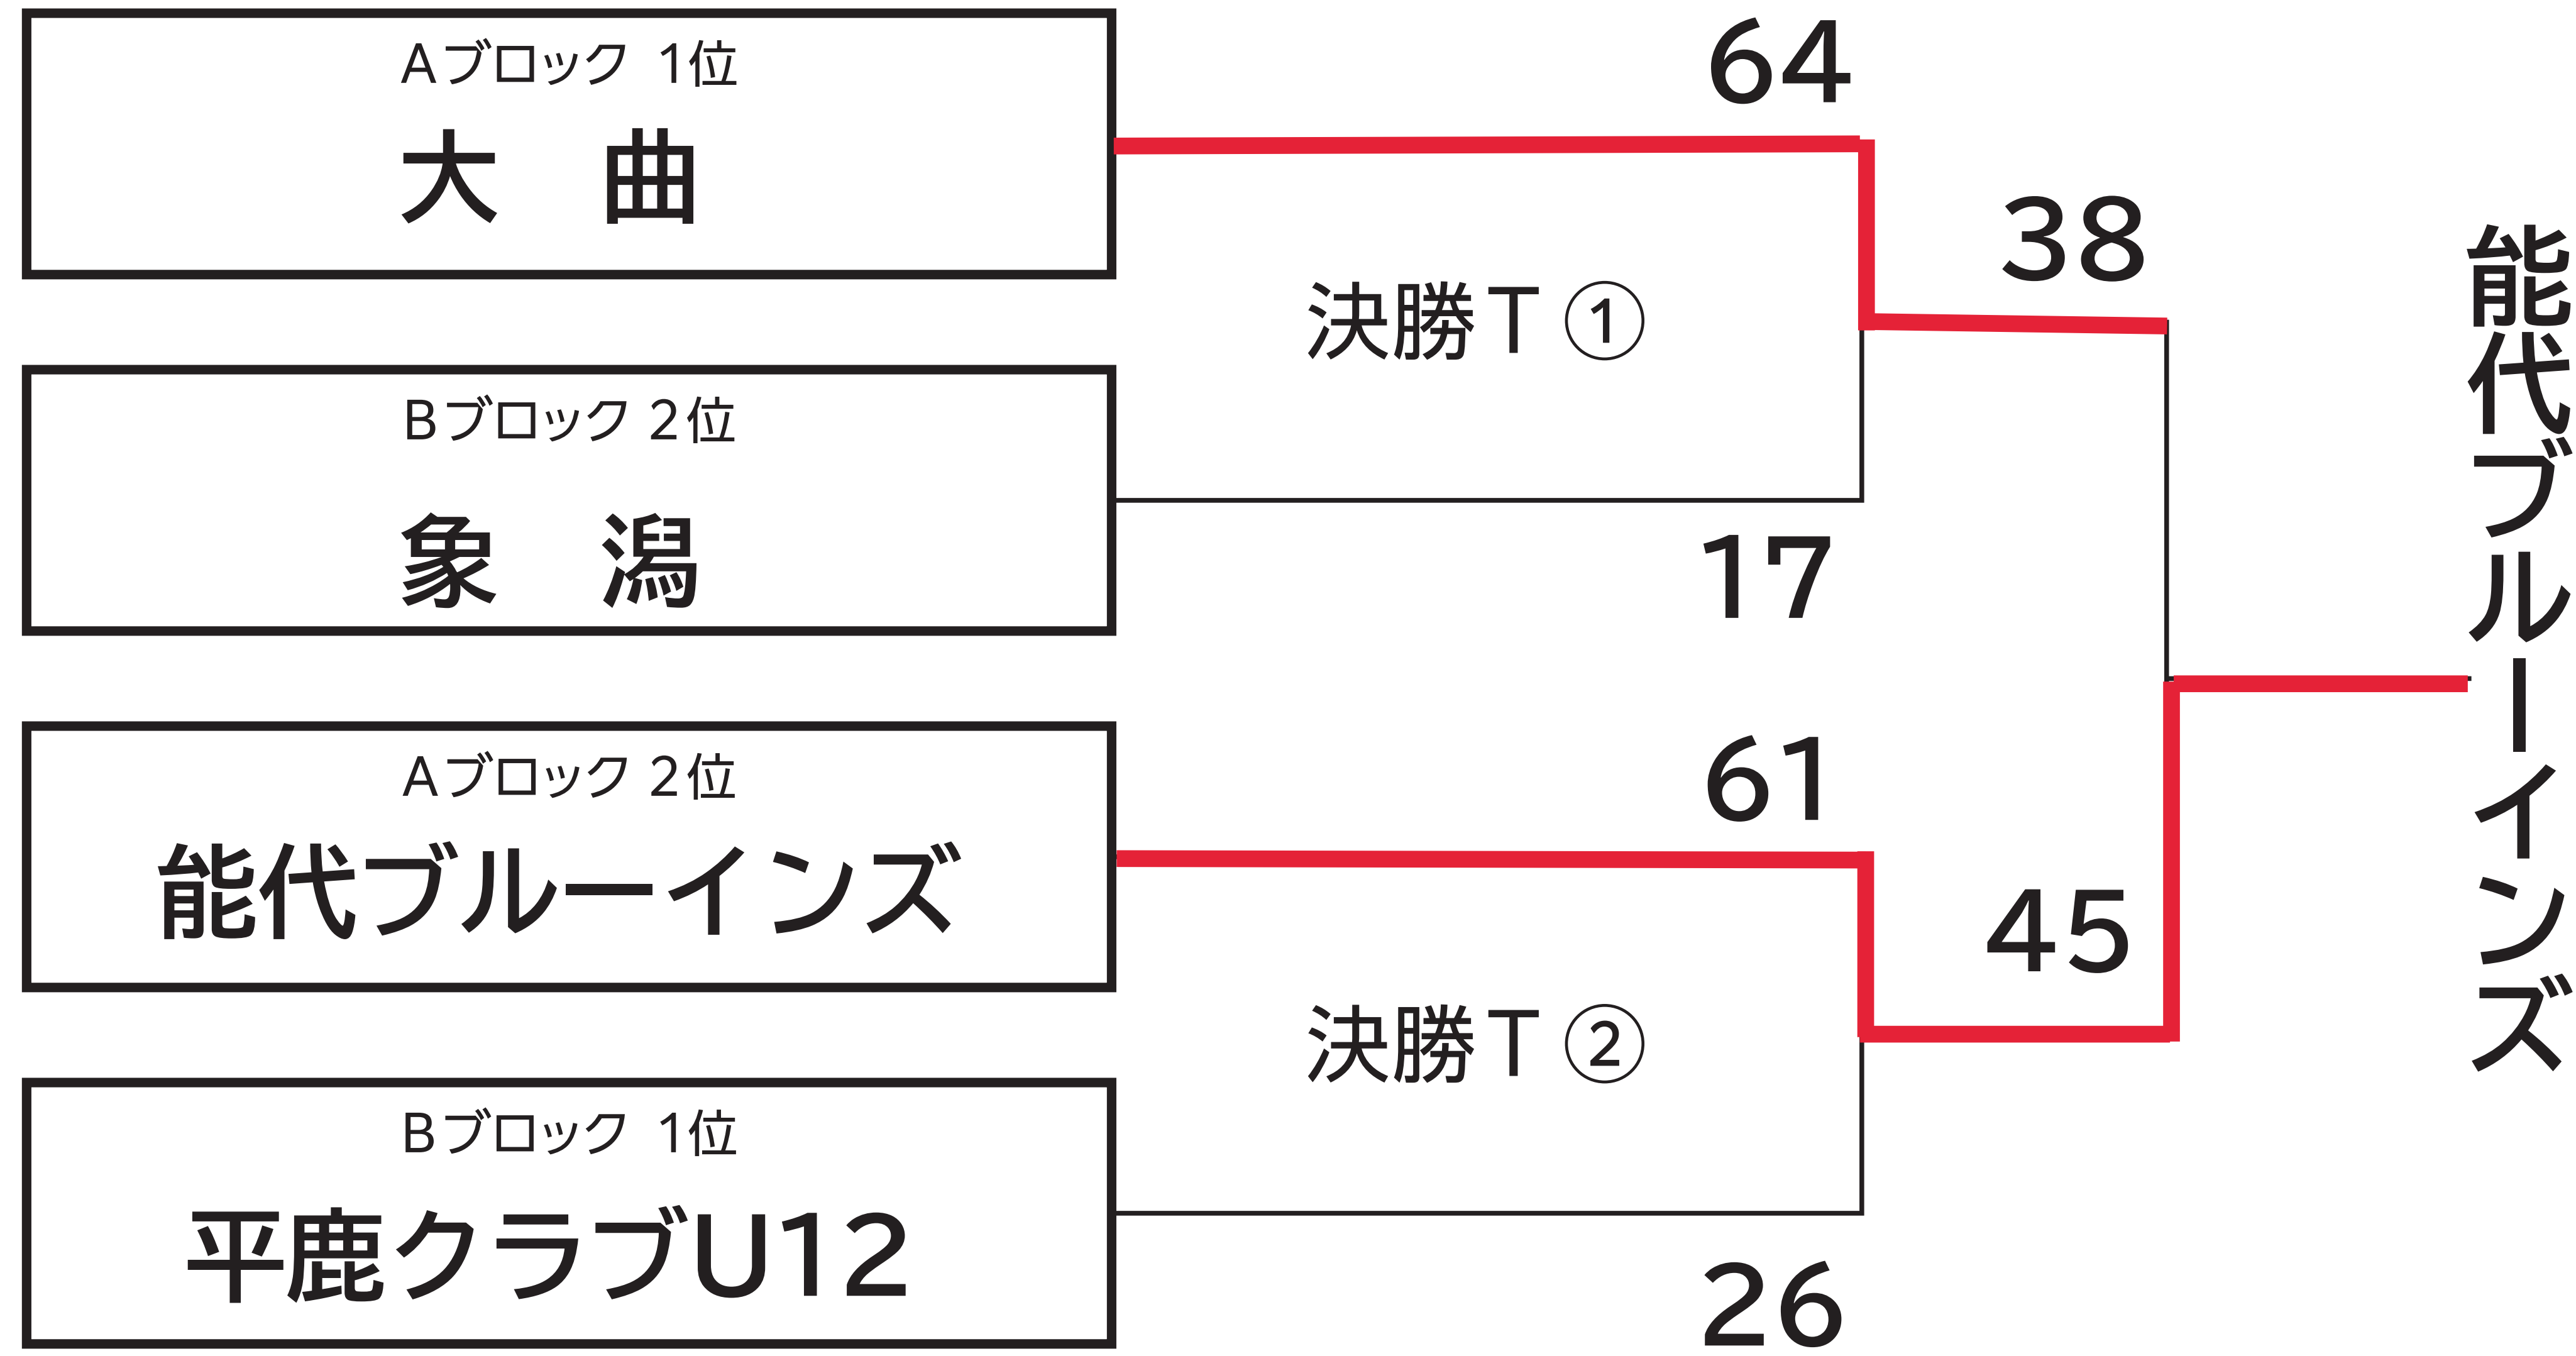 Aブロック 1位
大　曲
64
決勝T ①
38
Bブロック 2位
象　潟
17
Aブロック 2位
能代ブルーインズ
61
決勝T ②
45
Bブロック 1位
平鹿クラブU12
26
能代ブルーインズ